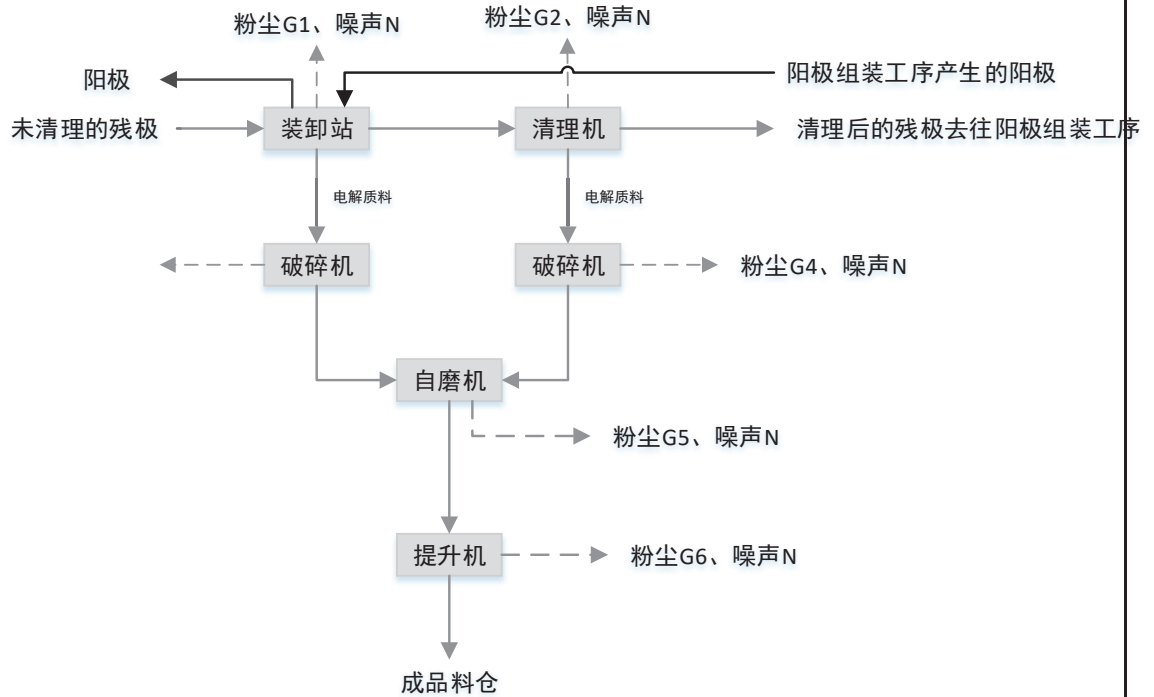 粉尘G1、噪声N
粉尘G2、噪声N
阳极
阳极组装工序产生的阳极
未清理的残极
装卸站
清理机
清理后的残极去往阳极组装工序
电解质料
电解质料
破碎机
破碎机
粉尘G4、噪声N
自磨机
粉尘G5、噪声N
提升机
粉尘G6、噪声N
成品料仓